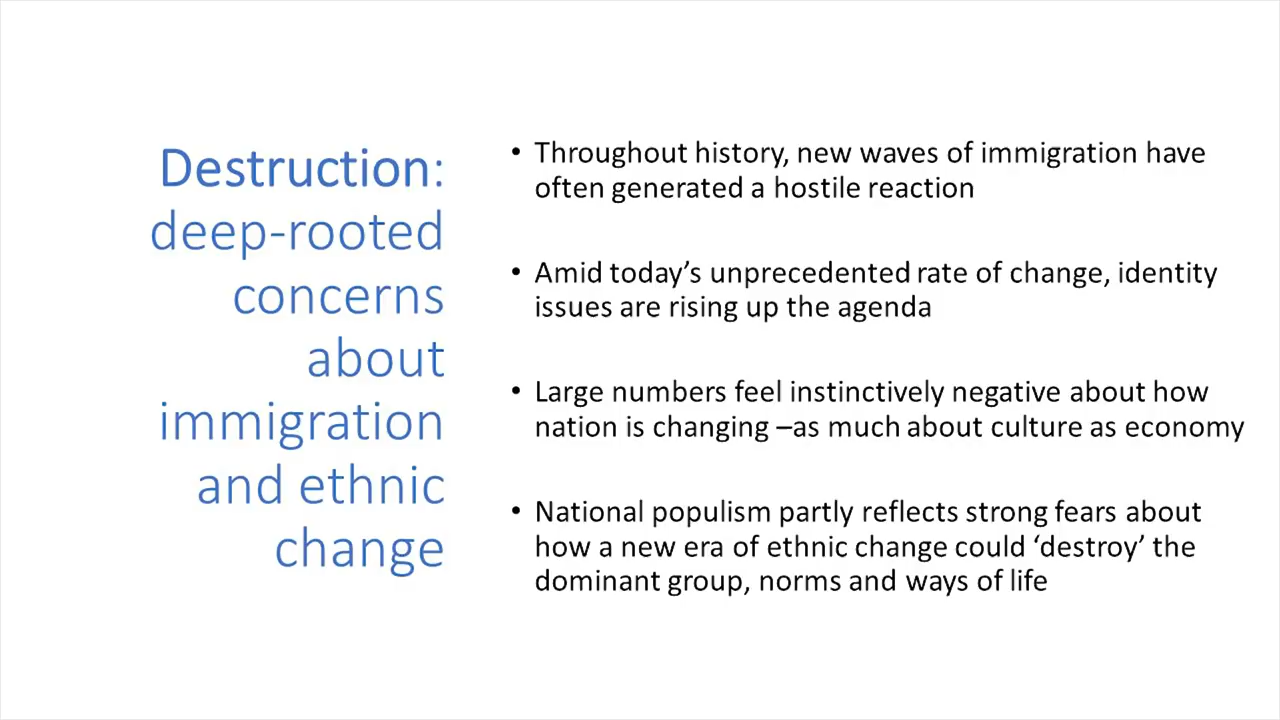 Destruction:
deep-rooted
concerns
about
immigration
and ethnic
change
• Throughout history, new waves of immigration have
often generated a hostile reaction
• Amid today’s unprecedented rate of change, identity
issues are rising up the agenda
• Large numbers feel instinctively negative about how
nation is changing –as much about culture as economy
• National populism partly reflects strong fears about
how a new era of ethnic change could ‘destroy’ the
dominant group, norms and ways of life